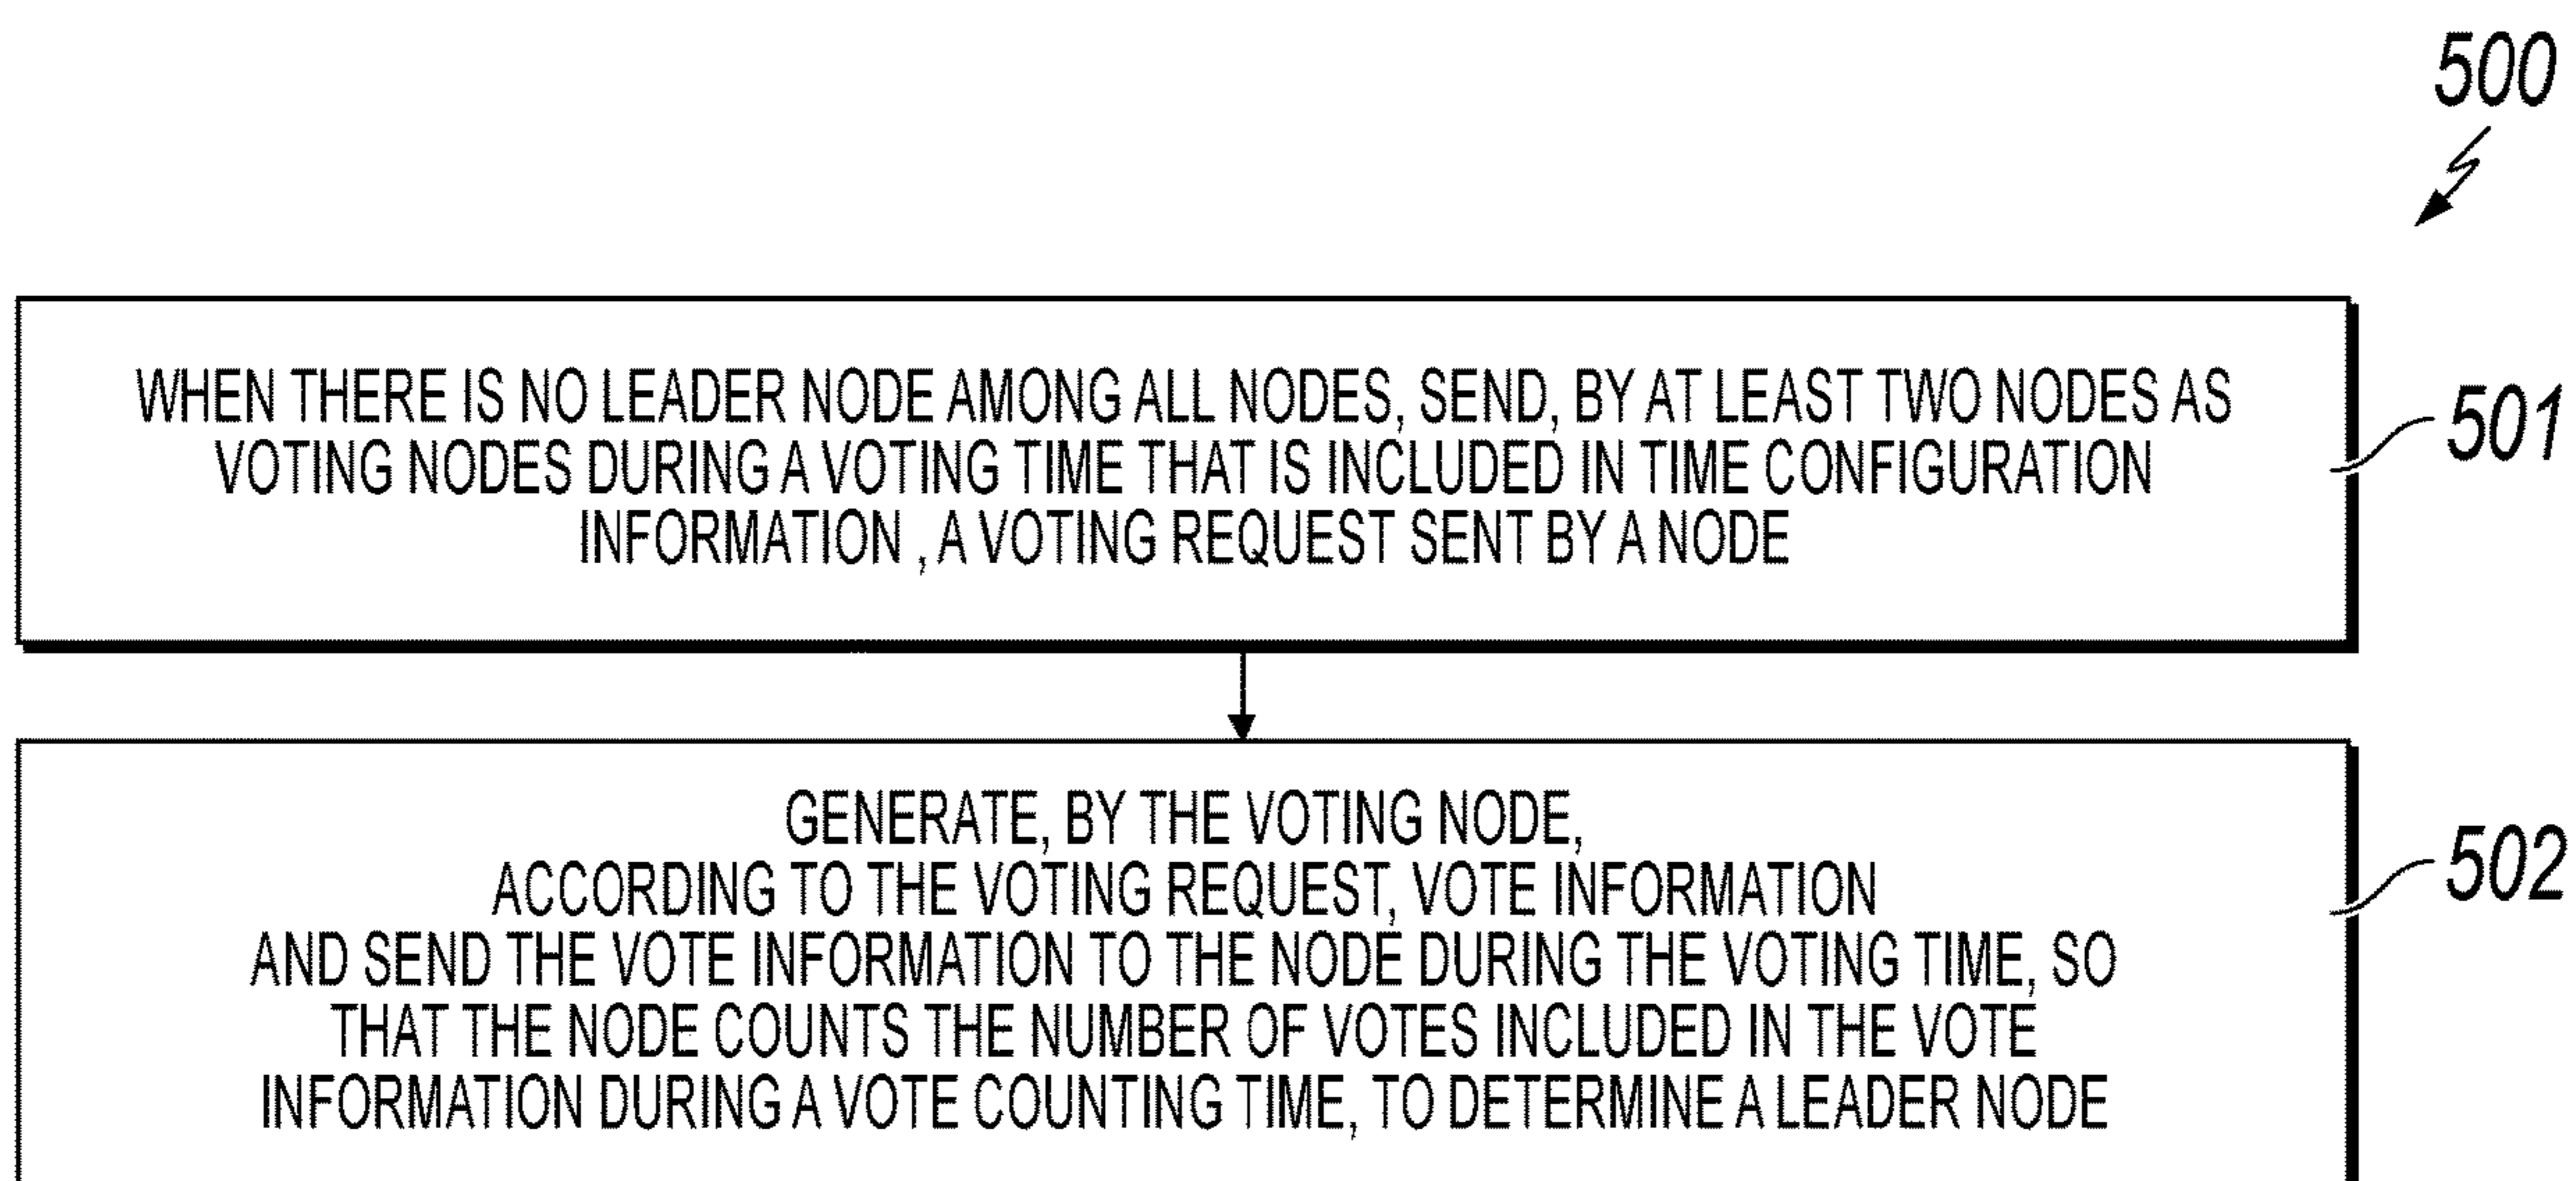 500
WHEN THERE IS NO LEADER NODE AMONG ALL NODES, SEND, BY AT LEAST TWO NODES AS
VOTING NODES DURING A VOTING TIME THAT IS INCLUDED IN TIME CONFIGURATION
INFORMATION , A VOTING REQUEST SENT BY A NODE
501
GENERATE, BY THE VOTING NODE,
ACCORDING TO THE VOTING REQUEST, VOTE INFORMATION
AND SEND THE VOTE INFORMATION TO THE NODE DURING THE VOTING TIME, SO
THAT THE NODE COUNTS THE NUMBER OF VOTES INCLUDED IN THE VOTE
INFORMATION DURING A VOTE COUNTING TIME, TO DETERMINE A LEADER NODE
502